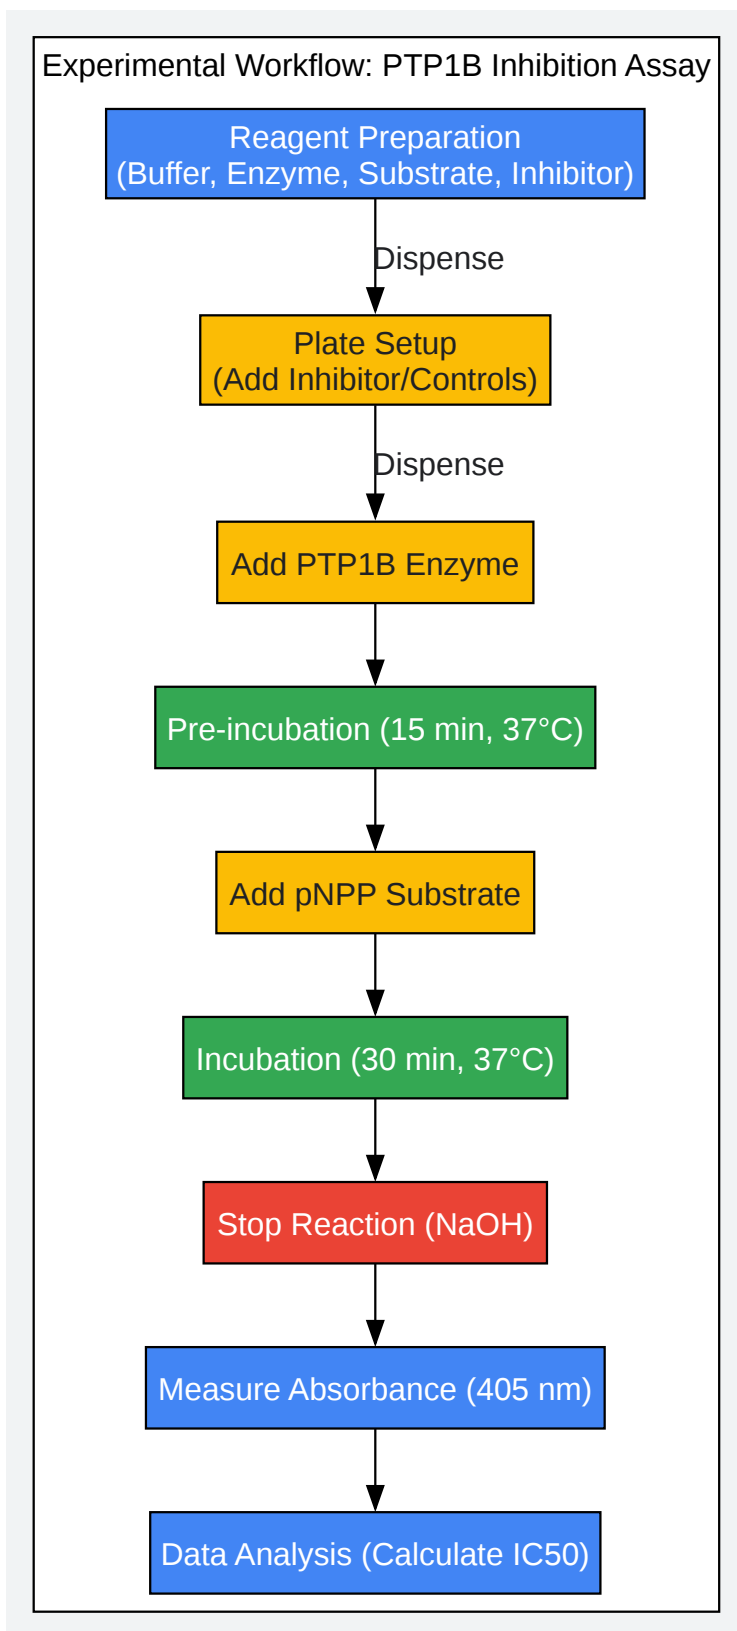 Experimental Workflow: PTP1B Inhibition Assay
Reagent Preparation
(Buffer, Enzyme, Substrate, Inhibitor)
Dispense
Plate Setup
(Add Inhibitor/Controls)
Dispense
Add PTP1B Enzyme
Pre-incubation (15 min, 37°C)
Add pNPP Substrate
Incubation (30 min, 37°C)
Stop Reaction (NaOH)
Measure Absorbance (405 nm)
Data Analysis (Calculate IC50)